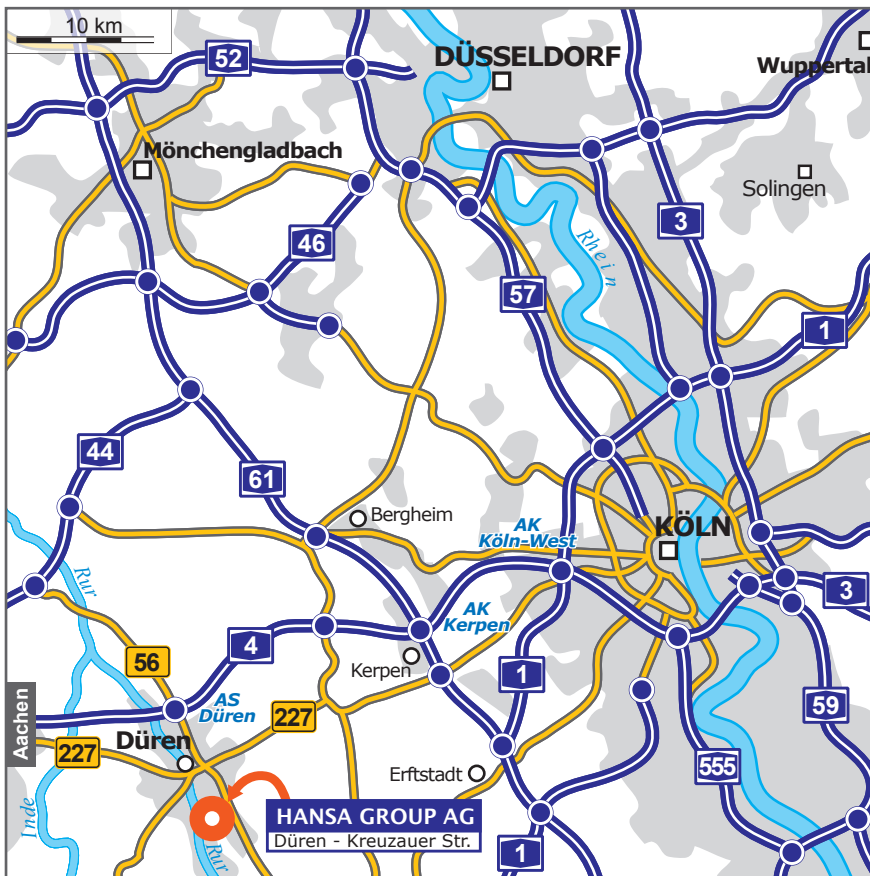 10 km
52
DÜSSELDORF
Wuppertal
Mönchengladbach
Solingen
3
46
Rhein
57
1
44
61
Bergheim
AK
Köln-West
KÖLN
Rur
AK
Kerpen
3
4
56
Kerpen
1
59
AS
Düren
227
Aachen
Düren
227
555
Erftstadt
Inde
HANSA GROUP AG
Düren - Kreuzauer Str.
Rur
1